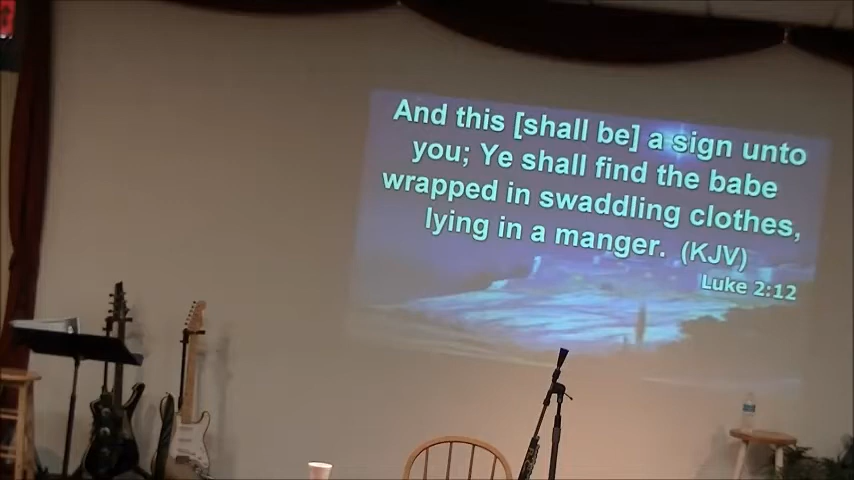 And this [shall be] a sign unto
you; Ye shall find the babe
wrapped in swaddling clothes,
lying in a manger. (KJV)
Luke 2:12